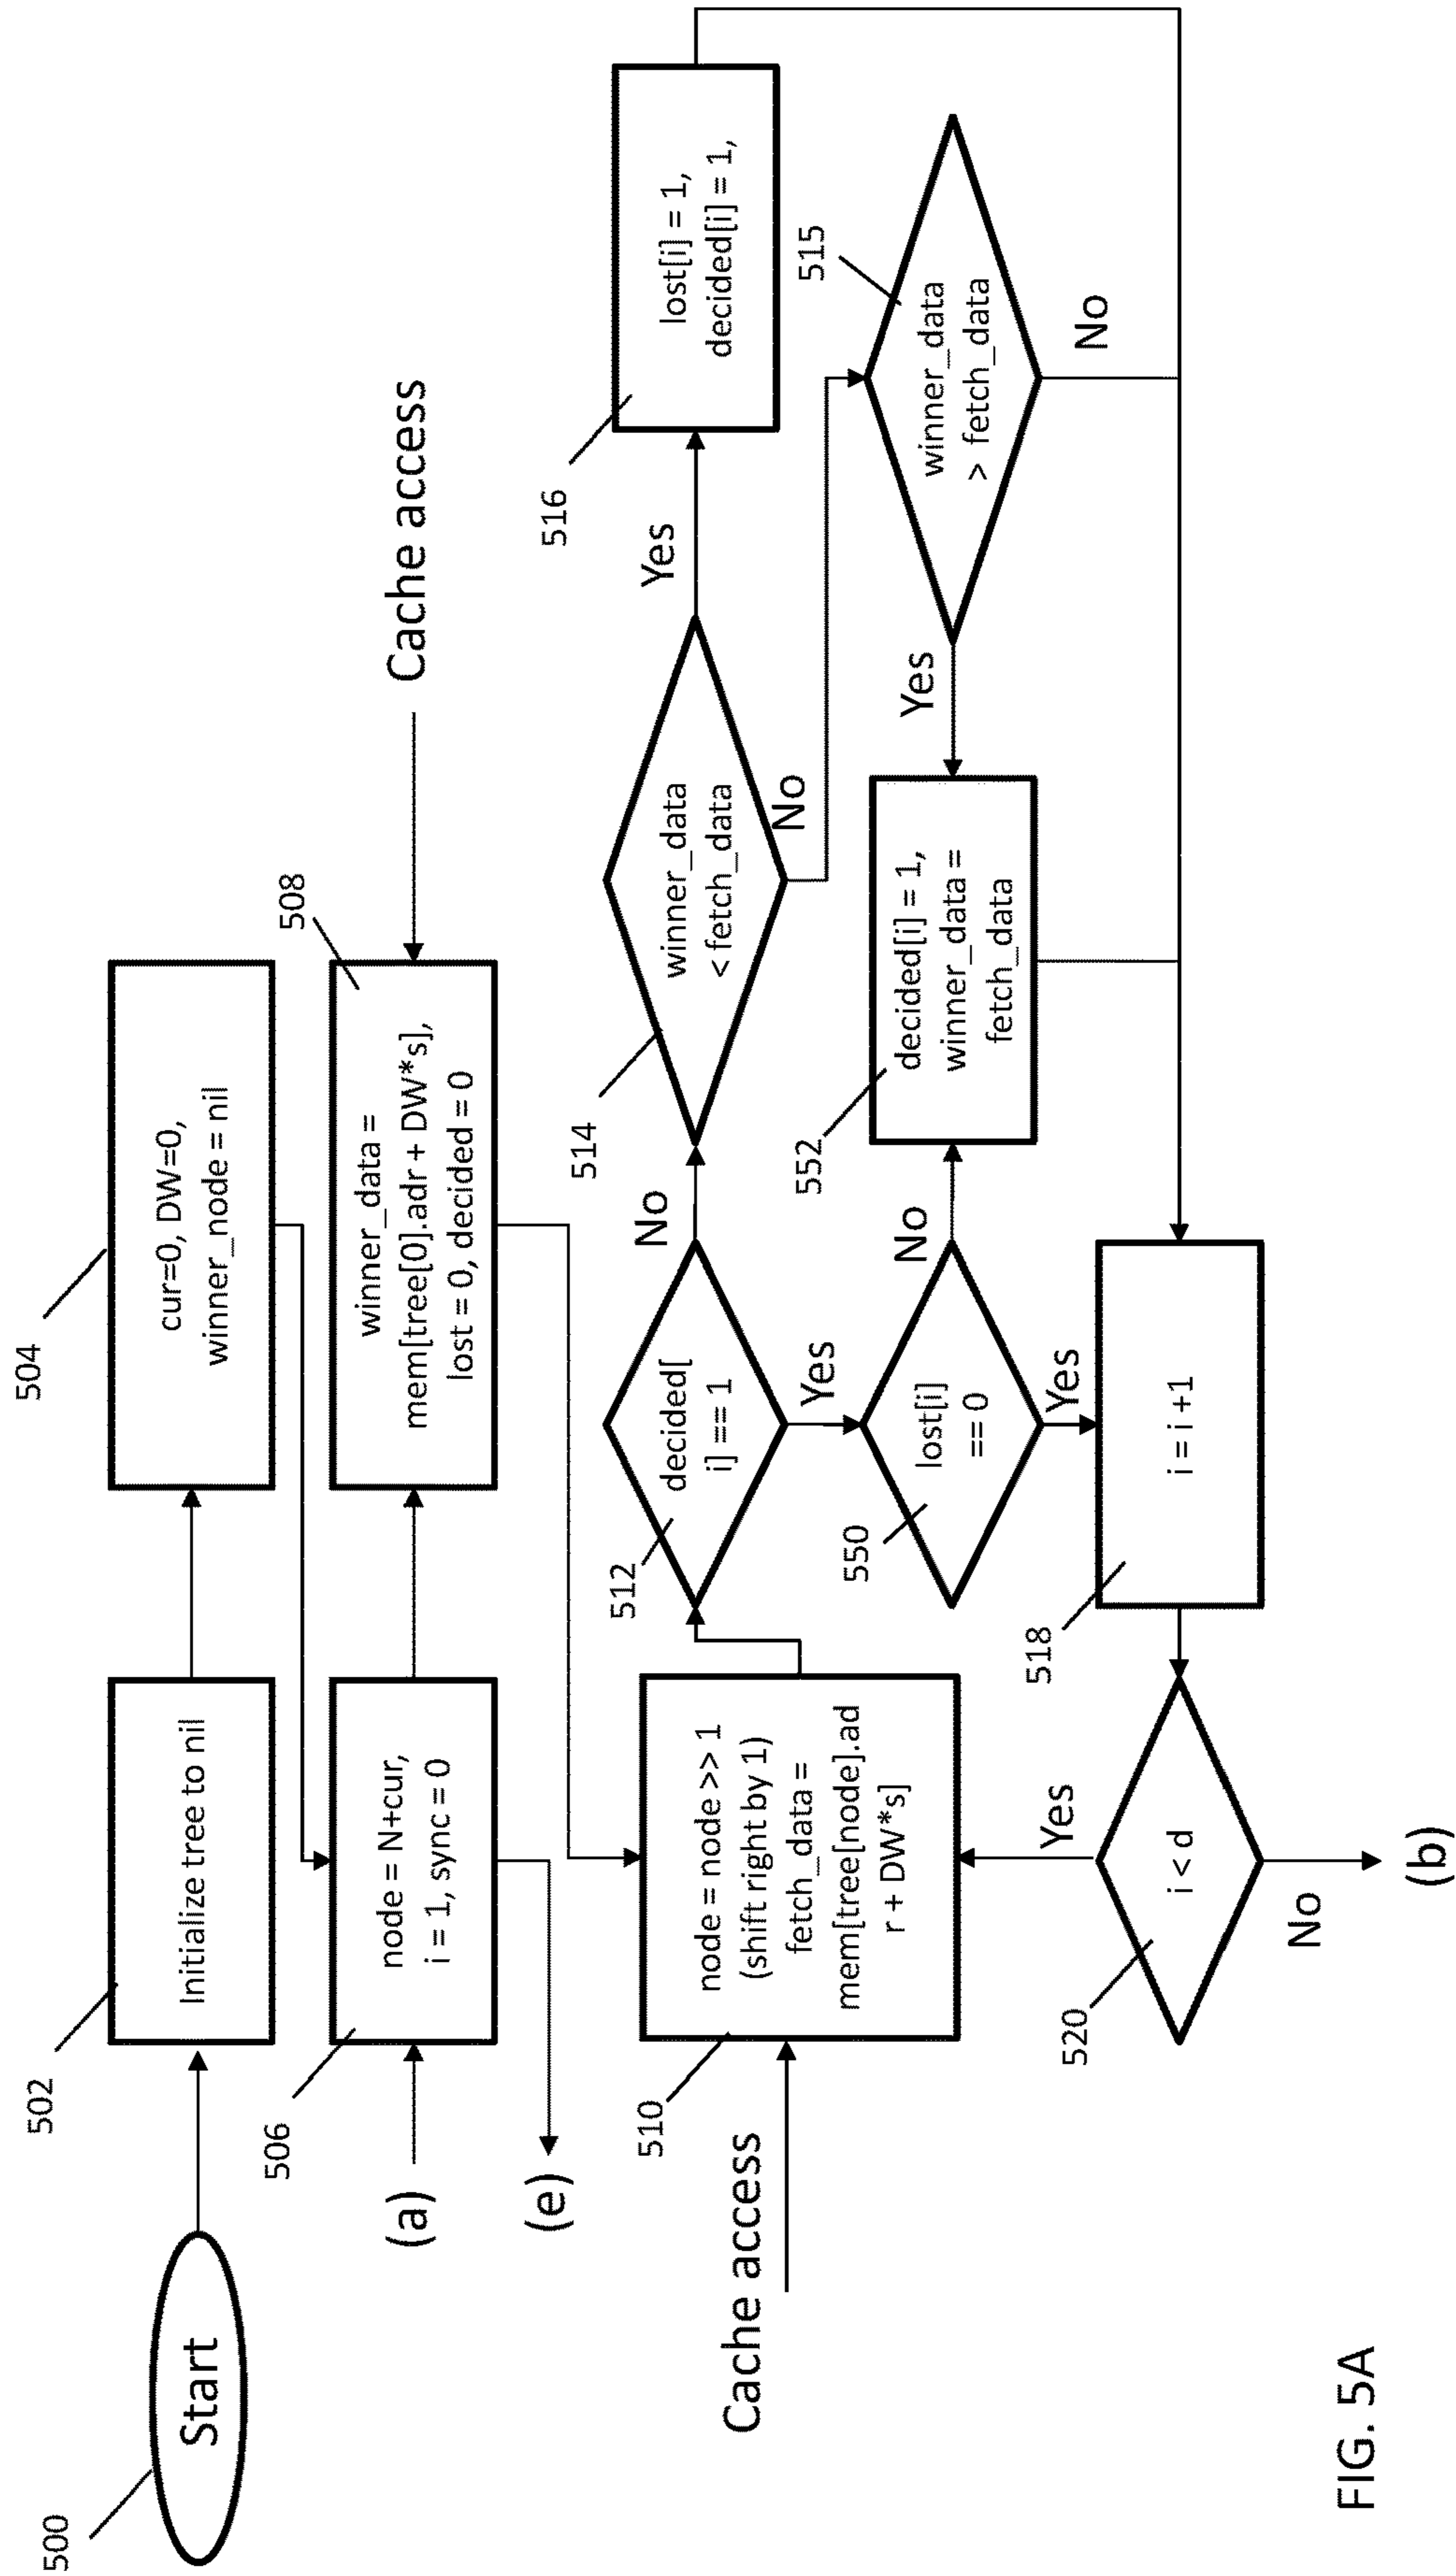 500
Start
502
Initialize tree to nil
504
cur=0, DW=0,
winner_node = nil
(a)
506
node = N+cur,
i = 1, sync = 0
(e)
508
winner_data =
mem[tree[0].adr + DW*s],
lost = 0, decided = 0
Cache access
Cache access
510
node = node >> 1
(shift right by 1)
fetch_data =
mem[tree[node].ad
r + DW*s]
512
decided[
i] == 1
No
Yes
514
winner_data
< fetch_data
Yes
No
516
lost[i] = 1,
decided[i] = 1,
515
winner_data
> fetch_data
Yes
No
550
lost[i]
== 0
No
Yes
552
decided[i] = 1,
winner_data =
fetch_data
518
i = i +1
520
i < d
Yes
No
(b)
FIG. 5A